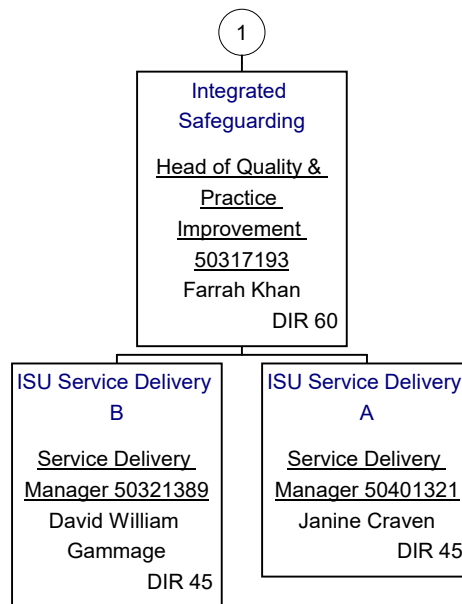 1
Integrated
Safeguarding
Head of Quality &
Practice
Improvement
50317193
Farrah Khan
DIR 60
ISU Service Delivery
B
Service Delivery
Manager 50321389
David William
Gammage
DIR 45
ISU Service Delivery
A
Service Delivery
Manager 50401321
Janine Craven
DIR 45